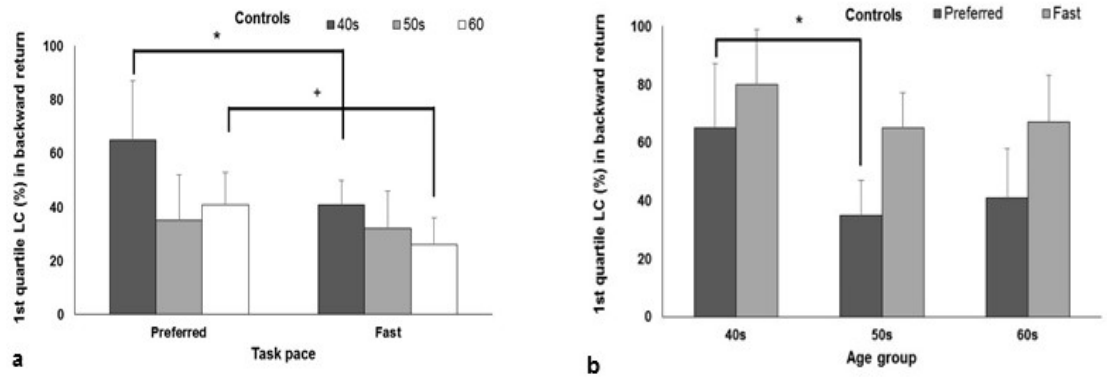 Controls 40s 50s 60
1st quartile LC (%) in backward return
*
+
100
80
60
40
20
0
Preferred Fast
Task pace
a
Controls Preferred Fast
1st quartile LC (%) in backward return
*
100
80
60
40
20
0
40s 50s 60s
Age group
b